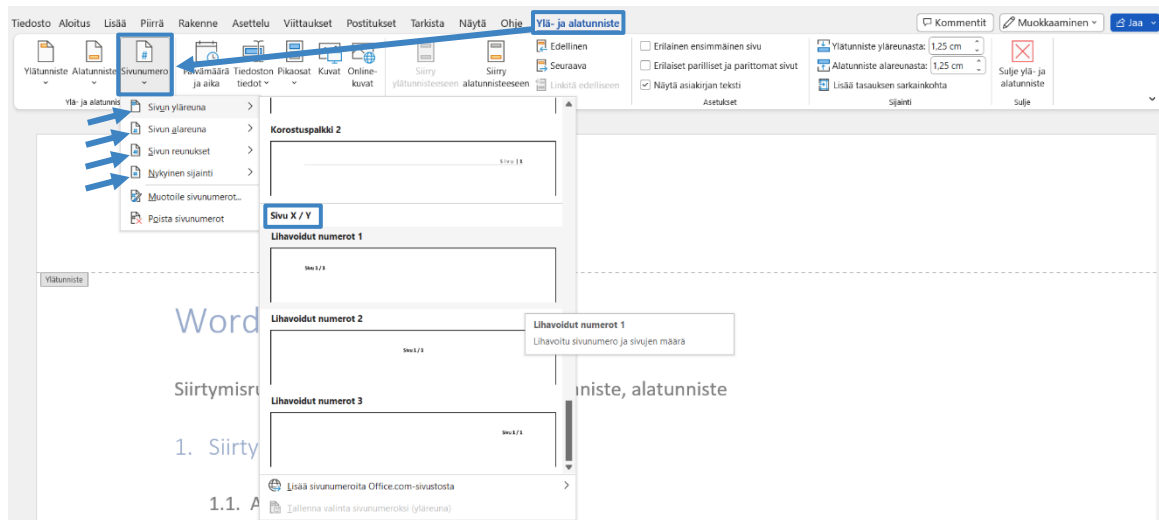 Tiedosto Aloitus Lisää Piirrä Rakenne Asettelu Viittaukset Postitukset Tarkista Näytä Ohje Ylä- ja alatunniste Kommentit Muokkaaminen Jaa
Ylätunniste Alatunniste Sivunumero Päivämäärä ja aika Tiedoston tiedot Pikaosat Kuvat Online-kuvat
Ylä- ja alatunnis
Siirry ylätunnisteeseen Siirry alatunnisteeseen
Edellinen
Seuraava
Linkitä edelliseen
Erilainen ensimmäinen sivu
Erilaiset parilliset ja parittomat sivut
Näytä asiakirjan teksti
Asetukset
Ylätunniste yläreunasta: 1,25 cm
Alatunniste alareunasta: 1,25 cm
Lisää tasauksen sarkainkohta
Sijainti
Sulje ylä- ja alatunniste
Sulje
Sivun yläreuna
Sivun alareuna
Sivun reunukset
Nykyinen sijainti
Muotoile sivunumerot...
Poista sivunumerot
Korostuspalkki 2
Sivu | 1
Sivu X / Y
Lihavoidut numerot 1
Sivu 1 / 1
Lihavoidut numerot 2
Sivu 1 / 1
Lihavoidut numerot 3
Sivu 1 / 1
Lisää sivunumeroita Office.com-sivustosta
Tallenna valinta sivunumeroksi (yläreuna)
Lihavoidut numerot 1
Lihavoitu sivunumero ja sivujen määrä
Ylätunniste
Word
Siirtymisru nniste, alatunniste
1. Siirty
1.1. A